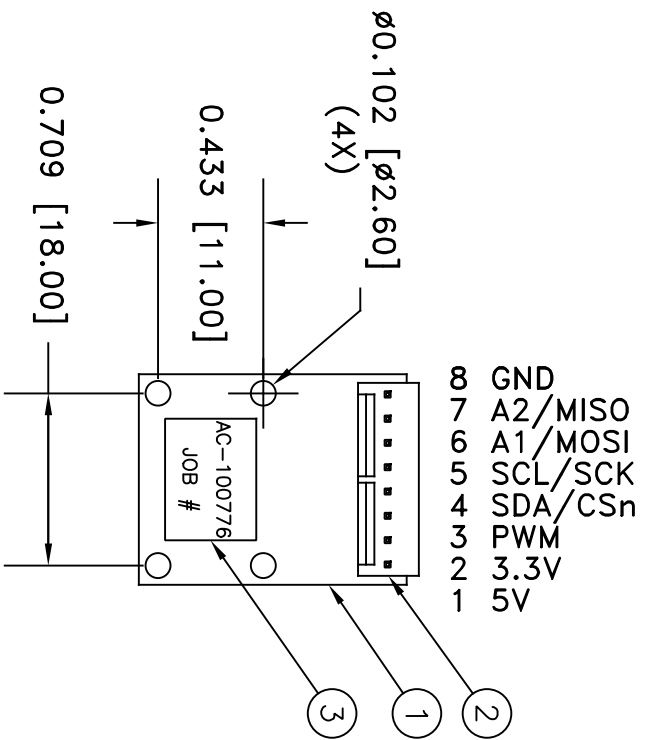 ø0.102 [ø2.60]
(4X)
0.433 [11.00]
0.709 [18.00]
8 GND
7 A2/MISO
6 A1/MOSI
5 SCL/SCK
4 SDA/CSn
3 PWM
2 3.3V
1 5V
AC-100776
JOB #
3
1
2